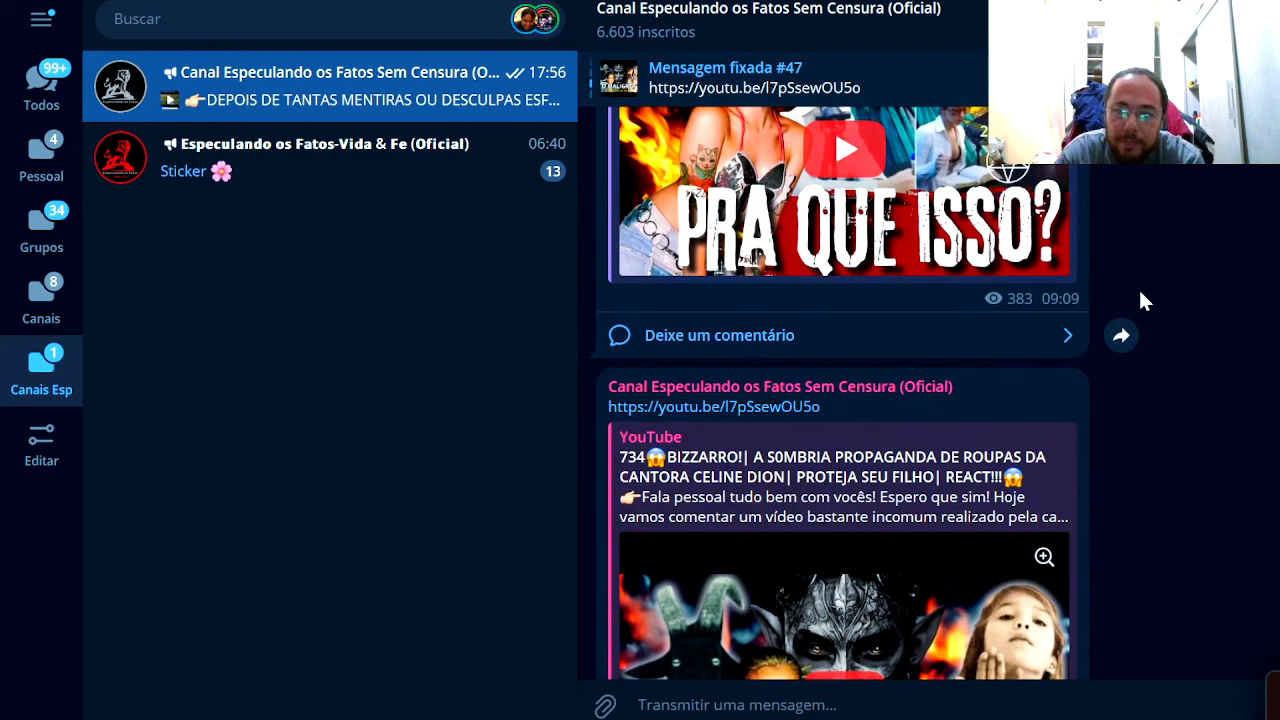 Buscar
99+
Todos
4
Pessoal
34
Grupos
8
Canais
1
Canais Esp
Editar
Canal Especulando os Fatos Sem Censura (O... 17:56
👉🏻DEPOIS DE TANTAS MENTIRAS OU DESCULPAS ESF...
Especulando os Fatos-Vida & Fe (Oficial) 06:40
Sticker 🌸 13
Canal Especulando os Fatos Sem Censura (Oficial)
6.603 inscritos
Mensagem fixada #47
https://youtu.be/l7pSsewOU5o
PRA QUE ISSO?
383 09:09
Deixe um comentário
Canal Especulando os Fatos Sem Censura (Oficial)
https://youtu.be/l7pSsewOU5o
YouTube
734😱BIZZARRO!| A S0MBRIA PROPAGANDA DE ROUPAS DA
CANTORA CELINE DION| PROTEJA SEU FILHO| REACT!!!😱
👉🏻Fala pessoal tudo bem com vocês! Espero que sim! Hoje
vamos comentar um vídeo bastante incomum realizado pela ca...
Transmitir uma mensagem...